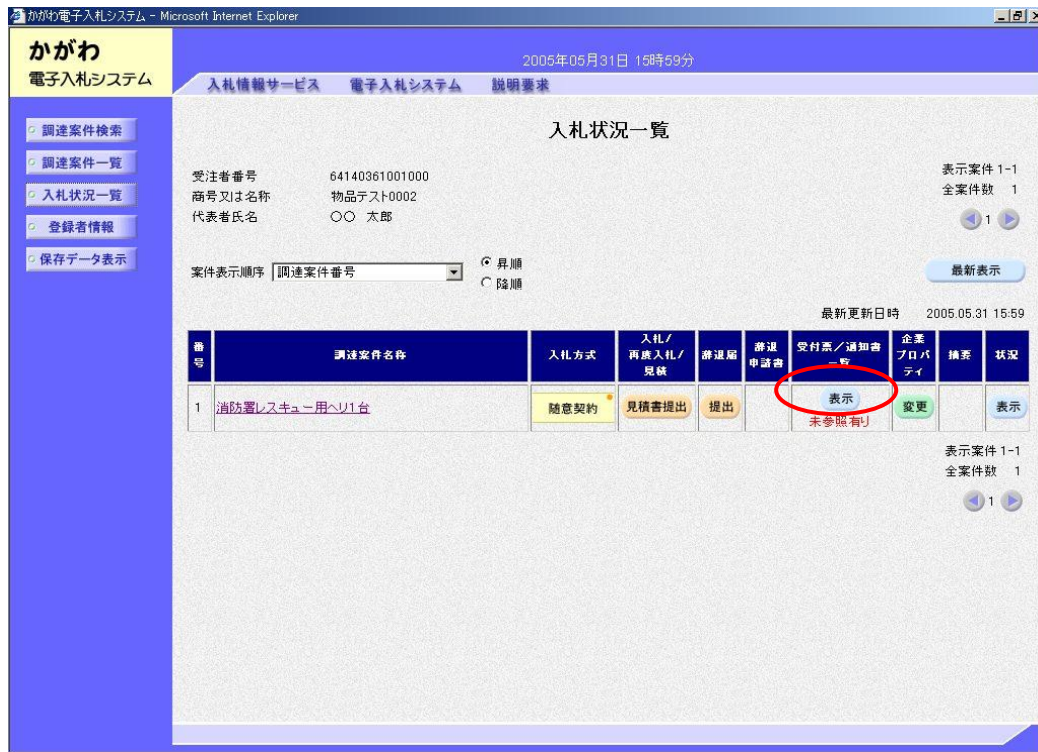 かがわ電子入札システム - Microsoft Internet Explorer
かがわ
電子入札システム
2005年05月31日 15時59分
入札情報サービス 電子入札システム 説明要求
調達案件検索
調達案件一覧
入札状況一覧
登録者情報
保存データ表示
入札状況一覧
受注者番号 64140361001000
商号又は名称 物品テスト0002
代表者氏名 〇〇 太郎
表示案件 1-1
全案件数 1
1
案件表示順序 調達案件番号
昇順
降順
最新表示
最新更新日時 2005.05.31 15:59
番号 調達案件名称 入札方式 入札/再度入札/見積 辞退届 辞退申請書 受付票/通知書一覧 企業プロパティ 摘要 状況
1 消防署レスキュー用ヘリ1台 随意契約 見積書提出 提出 表示 変更 表示
未参照有り
表示案件 1-1
全案件数 1
1